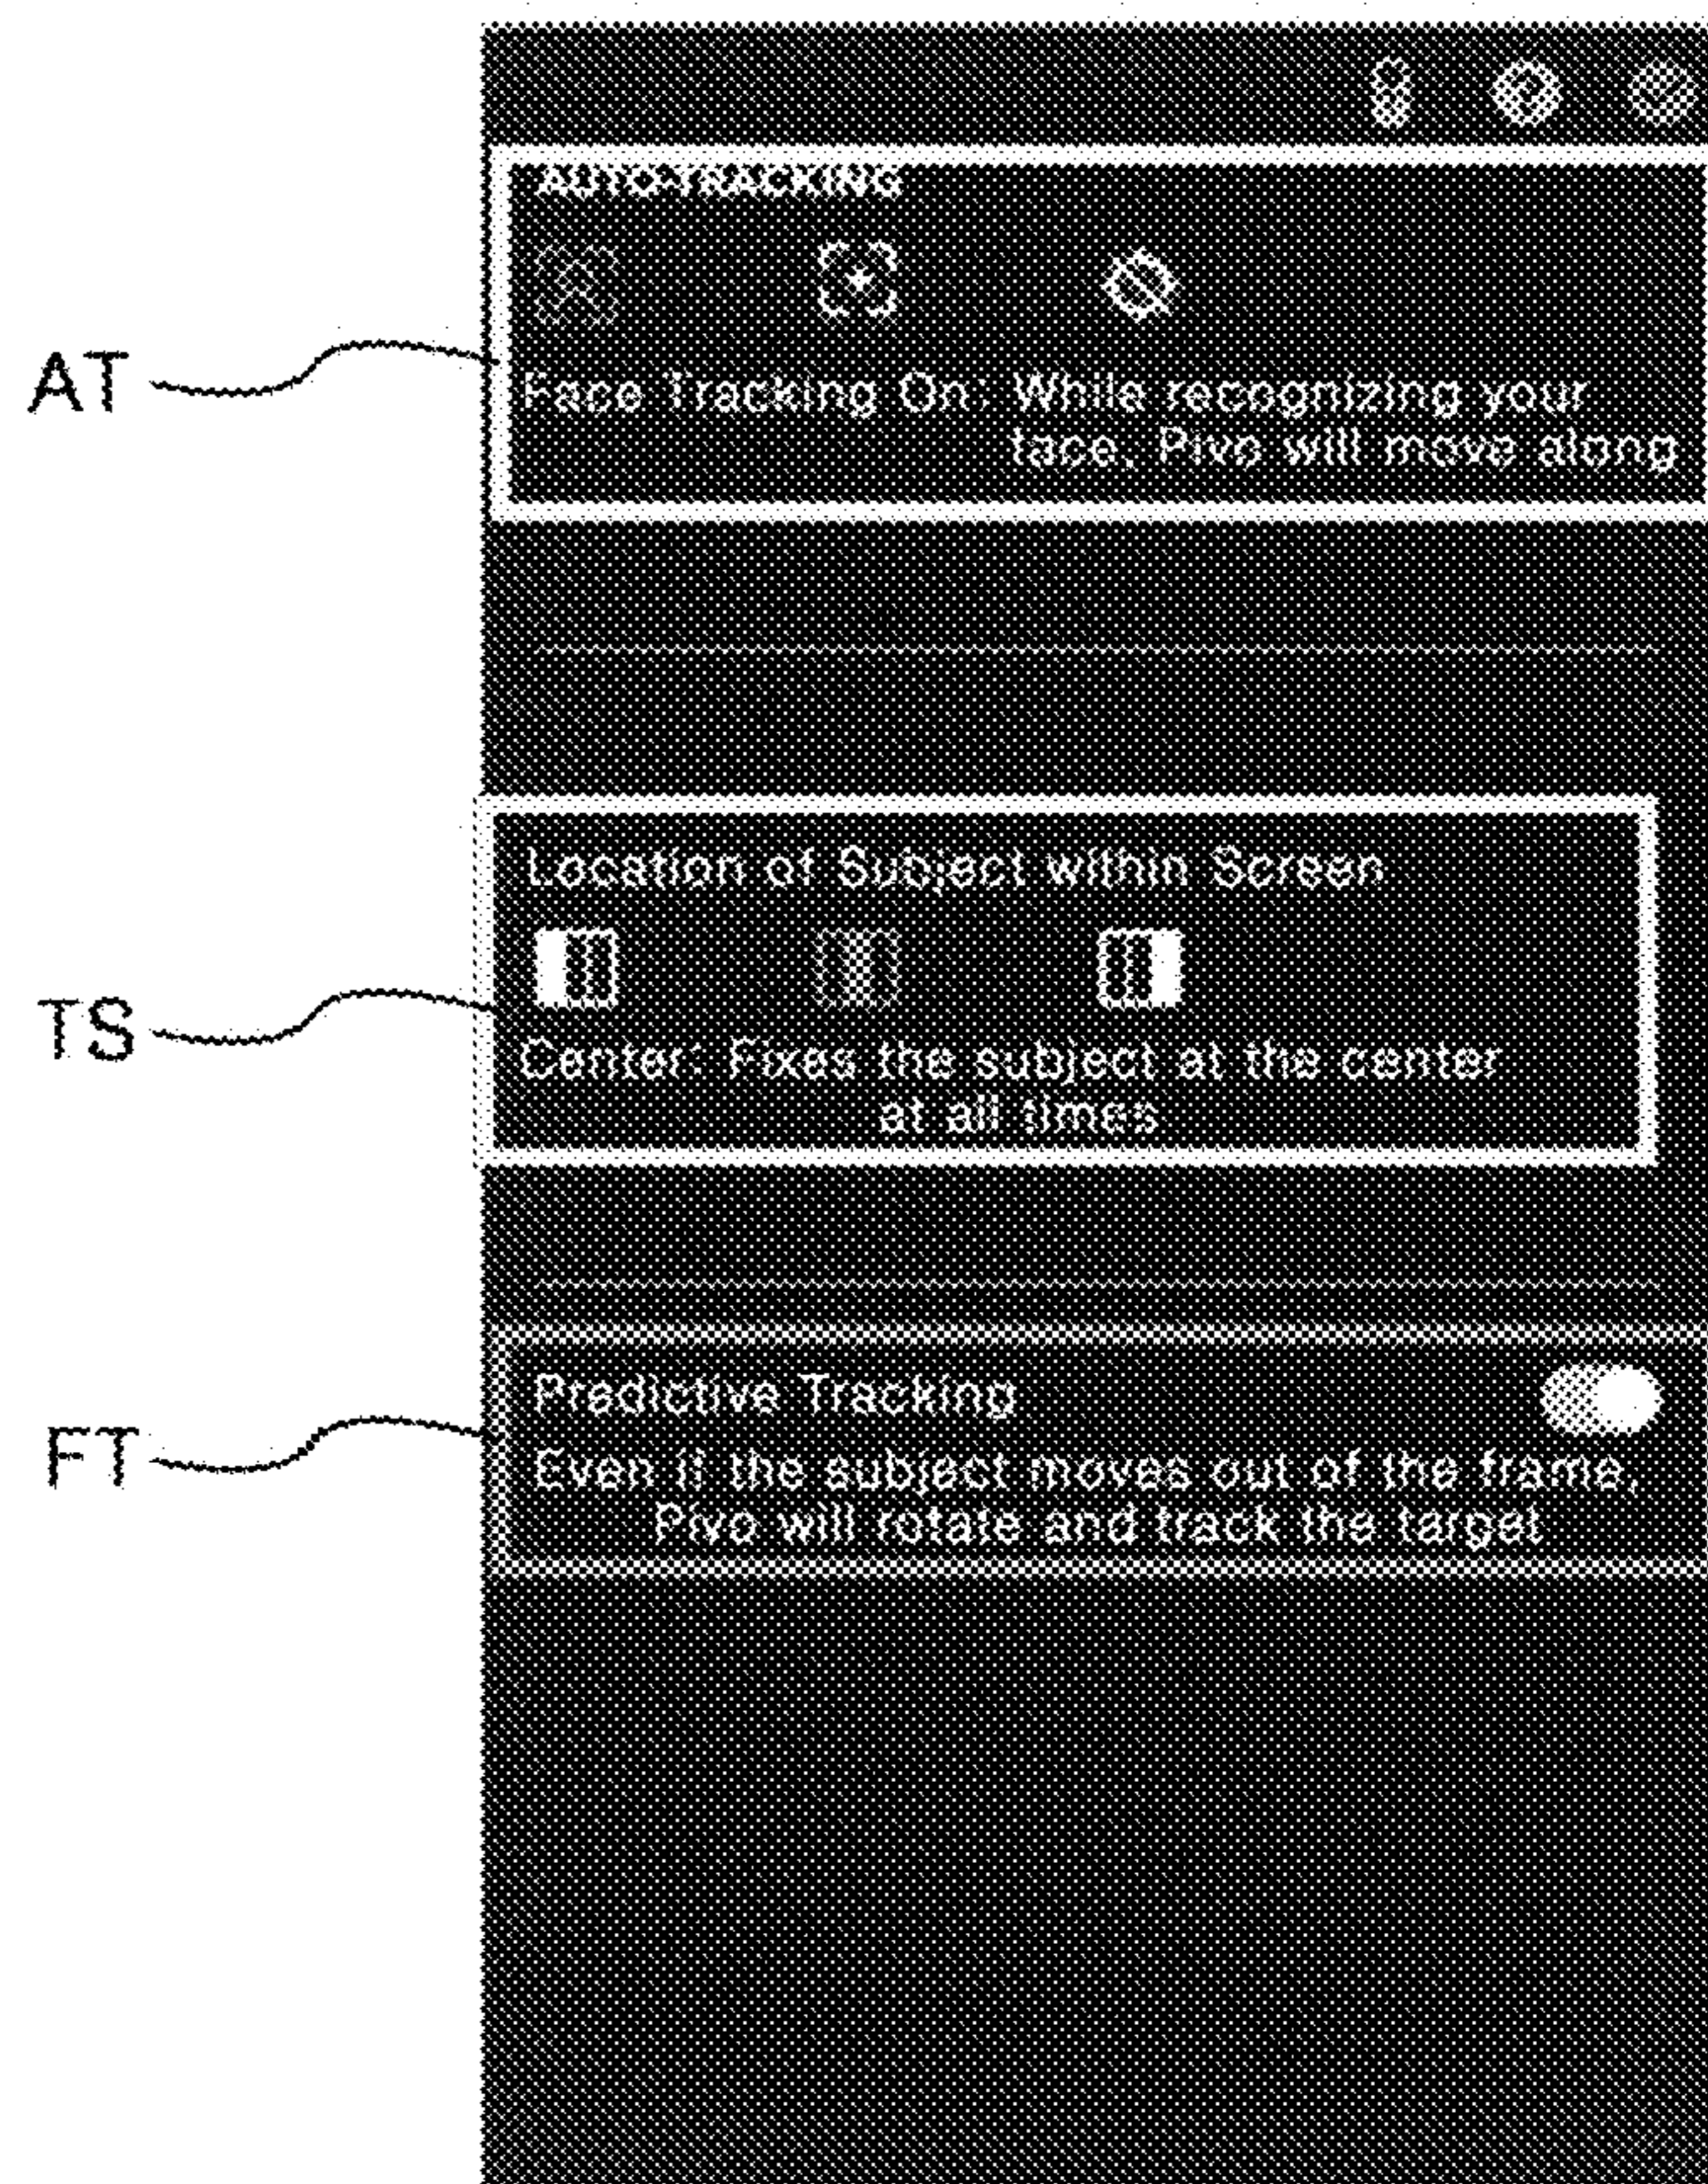 AUTO-TRACKING
AT
Face Tracking On: While recognizing your
face, Pivo will move along
Location of Subject within Screen
TS
Center: Fixes the subject at the center
at all times
Predictive Tracking
FT
Even if the subject moves out of the frame,
Pivo will rotate and track the target